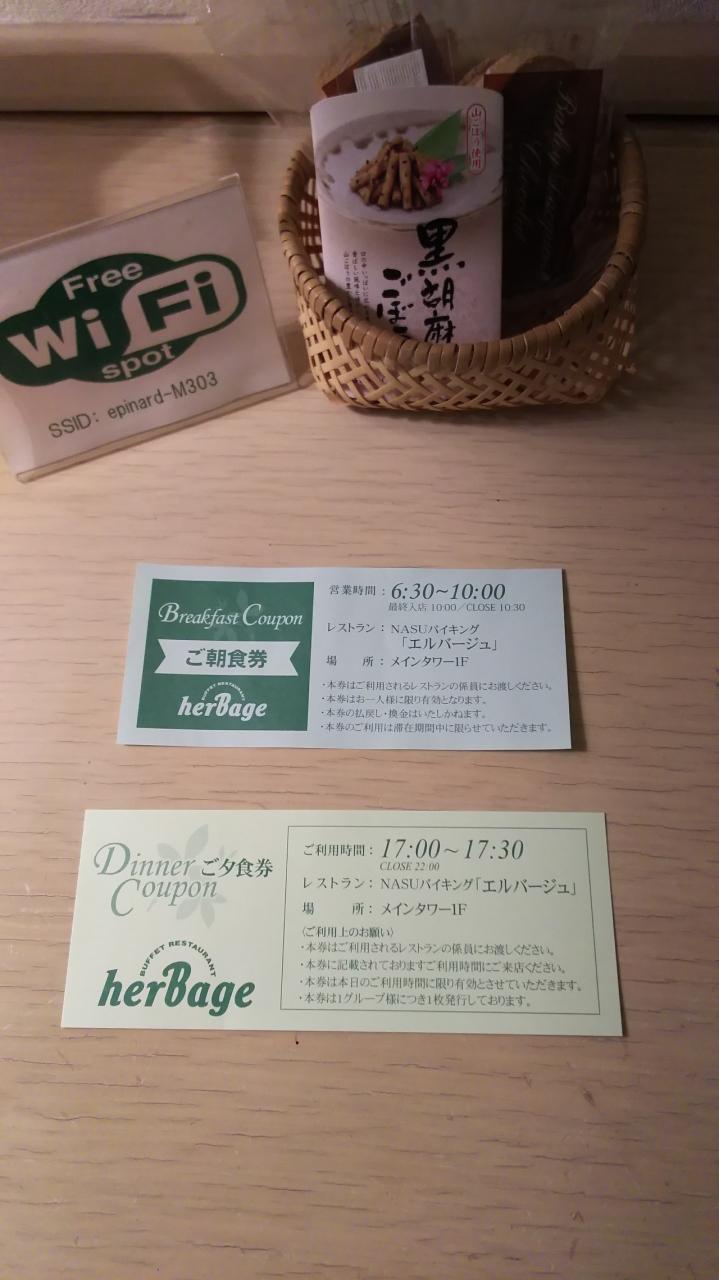 山ごぼう使用
黒胡麻
ごぼ
Free
WiFi
spot
SSID: epinard-M303
Breakfast Coupon
ご朝食券
BUFFET RESTAURANT
herBage
営業時間：6:30~10:00
最終入店 10:00／CLOSE 10:30
レストラン：NASUバイキング
「エルバージュ」
場　所：メインタワー1F
・本券はご利用されるレストランの係員にお渡しください。
・本券はお一人様に限り有効となります。
・本券の払戻し・換金はいたしかねます。
・本券のご利用は滞在期間中に限らせていただきます。
Dinner ご夕食券
Coupon
BUFFET RESTAURANT
herBage
ご利用時間：17:00～17:30
CLOSE 22:00
レストラン：NASUバイキング「エルバージュ」
場　所：メインタワー1F
〈ご利用上のお願い〉
・本券はご利用されるレストランの係員にお渡しください。
・本券に記載されておりますご利用時間にご来店ください。
・本券は本日のご利用時間に限り有効とさせていただきます。
・本券は1グループ様につき1枚発行しております。